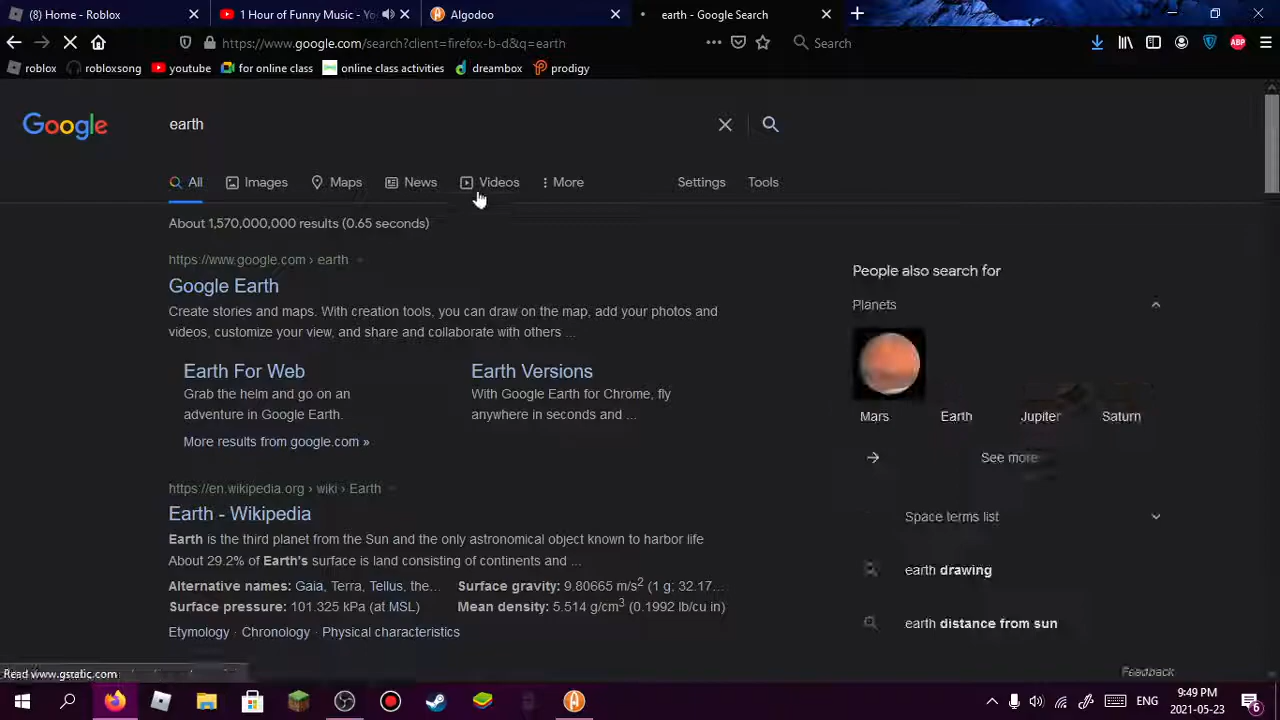 (8) Home - Roblox
1 Hour of Funny Music - Yo
Algodoo
earth - Google Search
https://www.google.com/search?client=firefox-b-d&q=earth
Search
roblox
robloxsong
youtube
for online class
online class activities
dreambox
prodigy
Google
earth
All
Images
Maps
News
Videos
More
Settings
Tools
About 1,570,000,000 results (0.65 seconds)
https://www.google.com › earth
Google Earth
Create stories and maps. With creation tools, you can draw on the map, add your photos and
videos, customize your view, and share and collaborate with others ...
Earth For Web
Grab the helm and go on an
adventure in Google Earth.
Earth Versions
With Google Earth for Chrome, fly
anywhere in seconds and ...
More results from google.com »
https://en.wikipedia.org › wiki › Earth
Earth - Wikipedia
Earth is the third planet from the Sun and the only astronomical object known to harbor life
About 29.2% of Earth's surface is land consisting of continents and ...
Alternative names: Gaia, Terra, Tellus, the...
Surface gravity: 9.80665 m/s² (1 g; 32.17...
Surface pressure: 101.325 kPa (at MSL)
Mean density: 5.514 g/cm³ (0.1992 lb/cu in)
Etymology · Chronology · Physical characteristics
People also search for
Planets
Mars
Earth
Jupiter
Saturn
See more
Space terms list
earth drawing
earth distance from sun
Feedback
Read www.gstatic.com
ABP
ENG
9:49 PM
2021-05-23
6